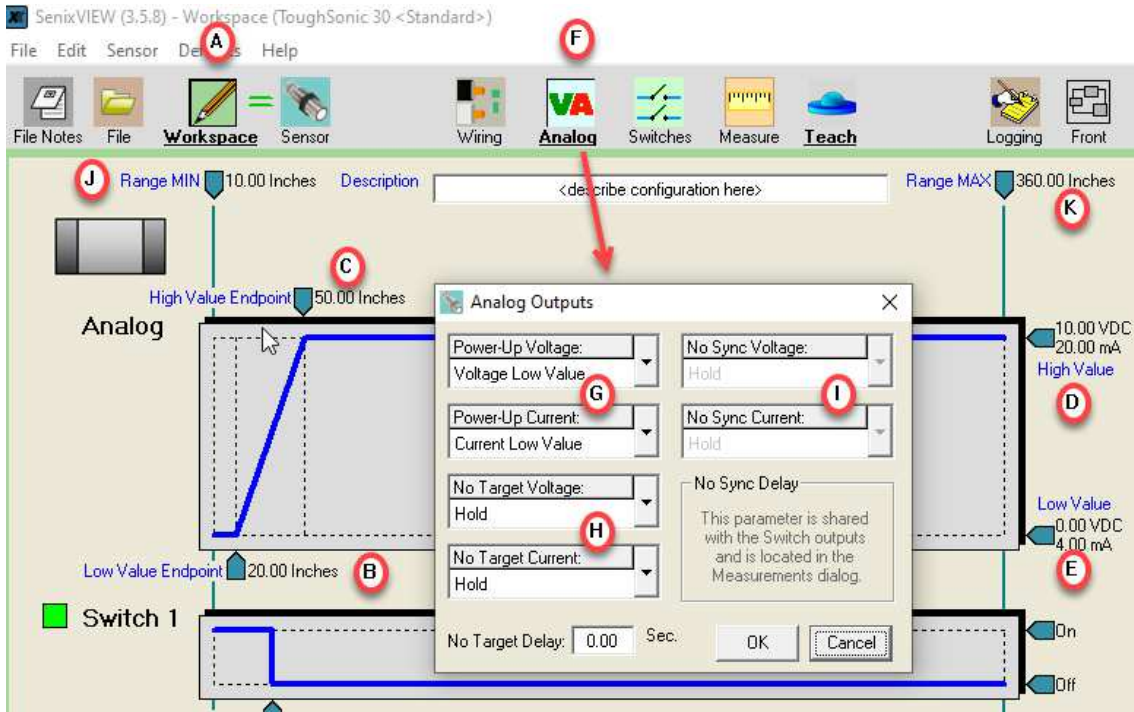 SenixVIEW (3.5.8) - Workspace (ToughSonic 30 <Standard>)
File Edit Sensor Help
A
F
File Notes File Workspace = Sensor Wiring Analog Switches Measure Teach Logging Front
VA
J Range MIN 10.00 Inches Description <describe configuration here> Range MAX 360.00 Inches
K
C
High Value Endpoint 50.00 Inches
Analog
10.00 VDC
20.00 mA
High Value
D
Low Value
0.00 VDC
4.00 mA
E
Low Value Endpoint 20.00 Inches B
Switch 1
On
Off
Analog Outputs
Power-Up Voltage:
Voltage Low Value
G
Power-Up Current:
Current Low Value
No Target Voltage:
Hold
H
No Target Current:
Hold
No Sync Voltage:
Hold
I
No Sync Current:
Hold
No Sync Delay
This parameter is shared
with the Switch outputs
and is located in the
Measurements dialog.
No Target Delay: 0.00 Sec. OK Cancel